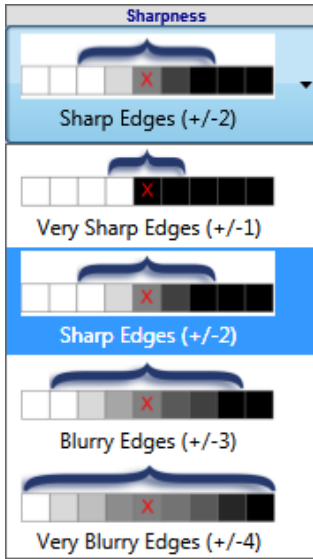 Sharpness
X
Sharp Edges (+/-2)
X
Very Sharp Edges (+/-1)
X
Sharp Edges (+/-2)
X
Blurry Edges (+/-3)
X
Very Blurry Edges (+/-4)